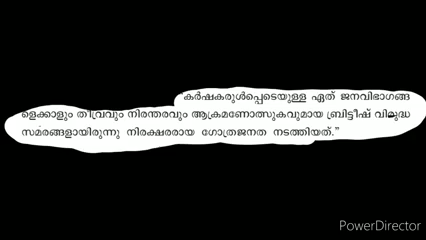 "കർഷകരുൾപ്പെടെയുള്ള ഏത് ജനവിഭാഗങ്ങ
ളെക്കാളും തീവ്രവും നിരന്തരവും ആക്രമണോത്സുകവുമായ ബ്രിട്ടീഷ് വിരുദ്ധ
സമരങ്ങളായിരുന്നു നിരക്ഷരരായ ഗോത്രജനത നടത്തിയത്."
PowerDirector